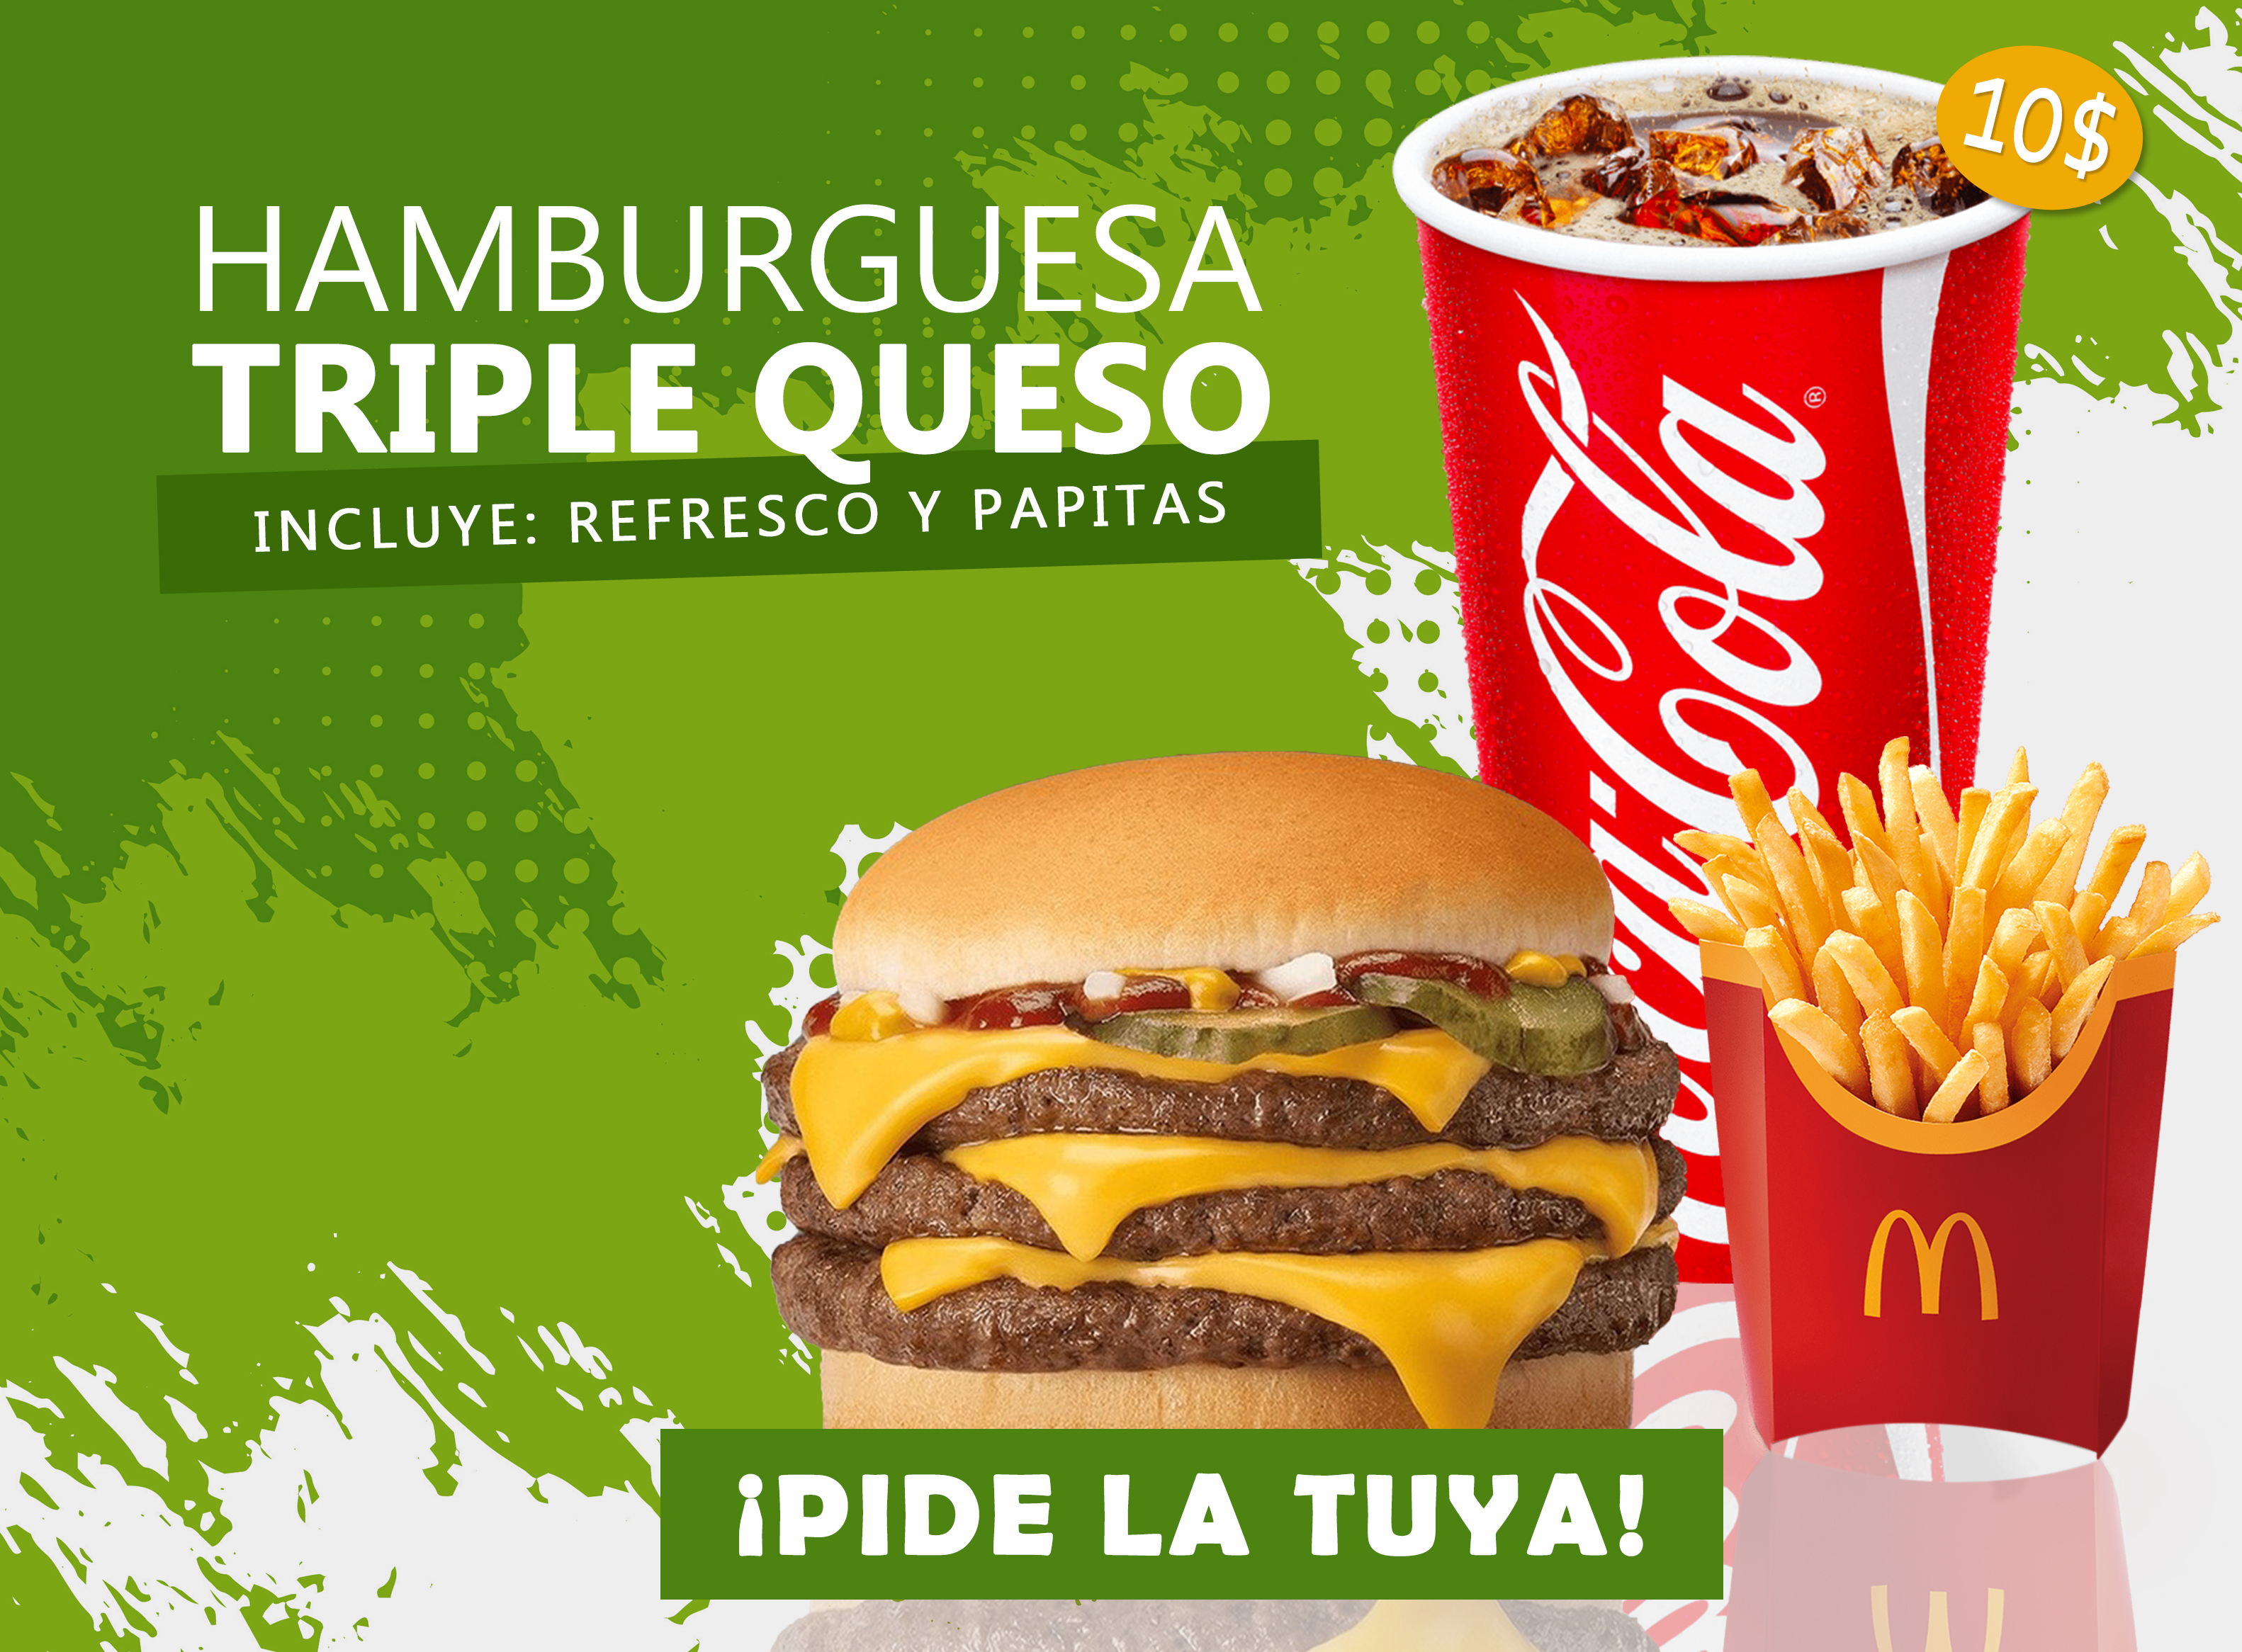 10$
HAMBURGUESA
TRIPLE QUESO
INCLUYE: REFRESCO Y PAPITAS
Coca-Cola®
M
¡PIDE LA TUYA!